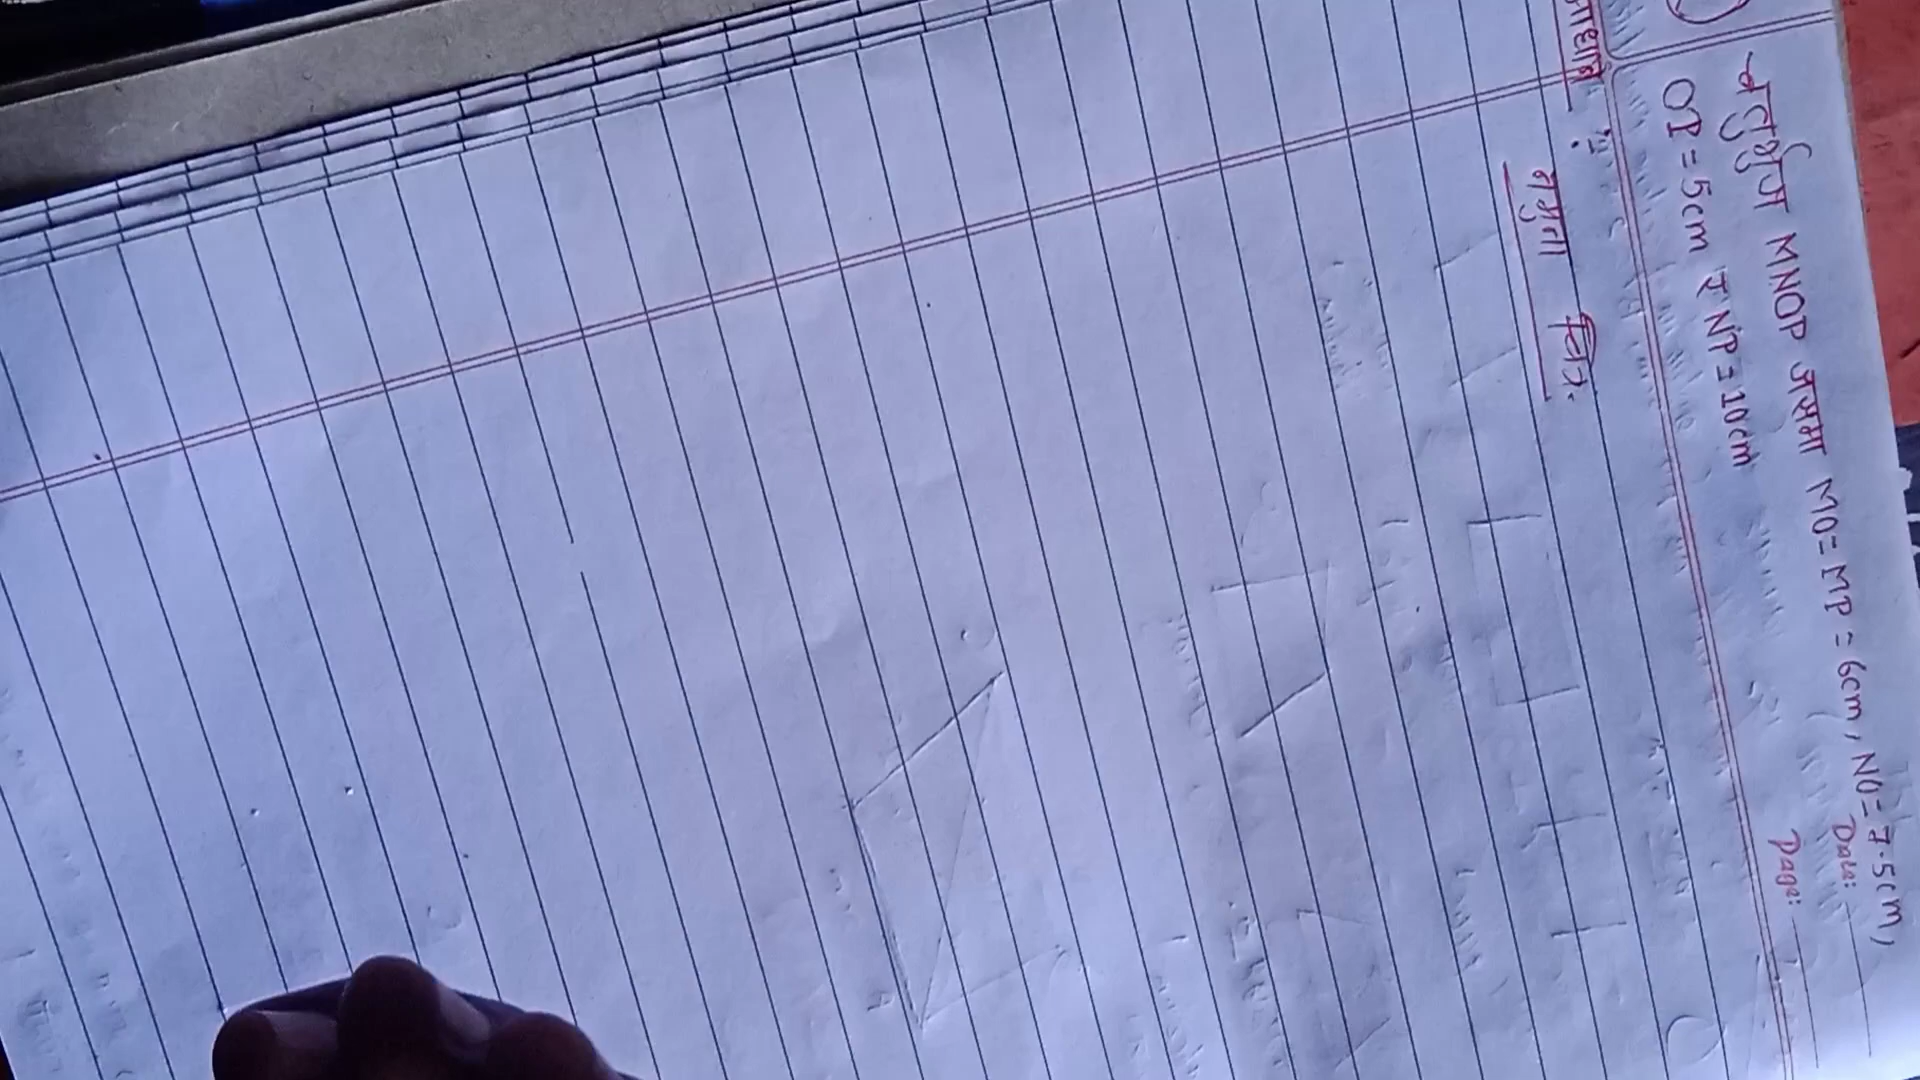 चतुर्भुज MNOP जसमा MO = MP = 6cm, NO = 7.5cm,
OP = 5cm र NP = 10cm
Date:
Page:
नमुना चित्र